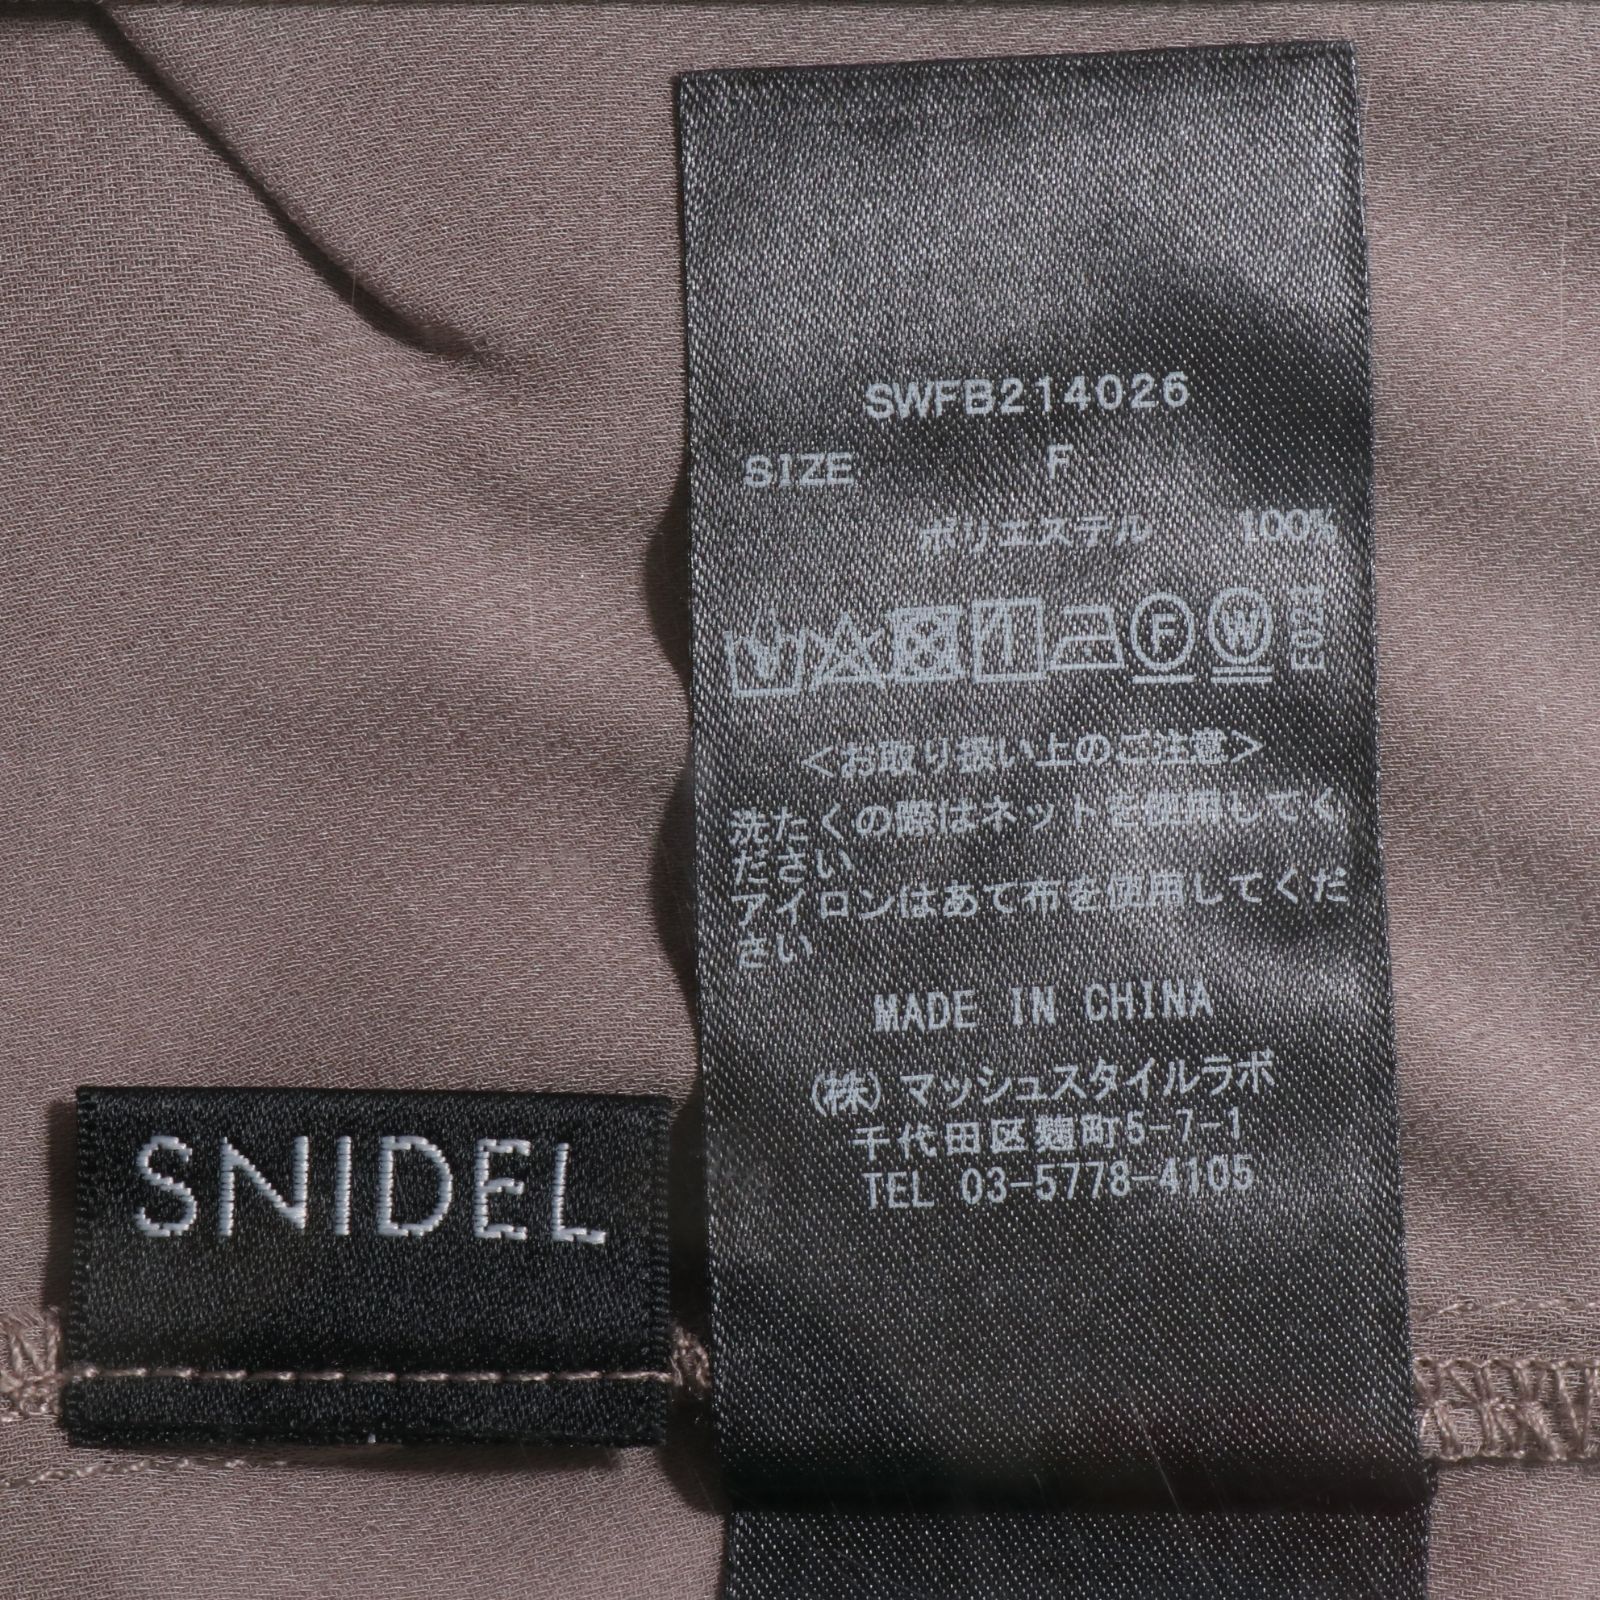 SWFB214026
SIZE F
ポリエステル 100%
F W
<お取り扱い上のご注意>
洗たくの際はネットを使用してく
ださい
アイロンはあて布を使用してくだ
さい
MADE IN CHINA
(株)マッシュスタイルラボ
千代田区麹町5-7-1
TEL 03-5778-4105
SNIDEL